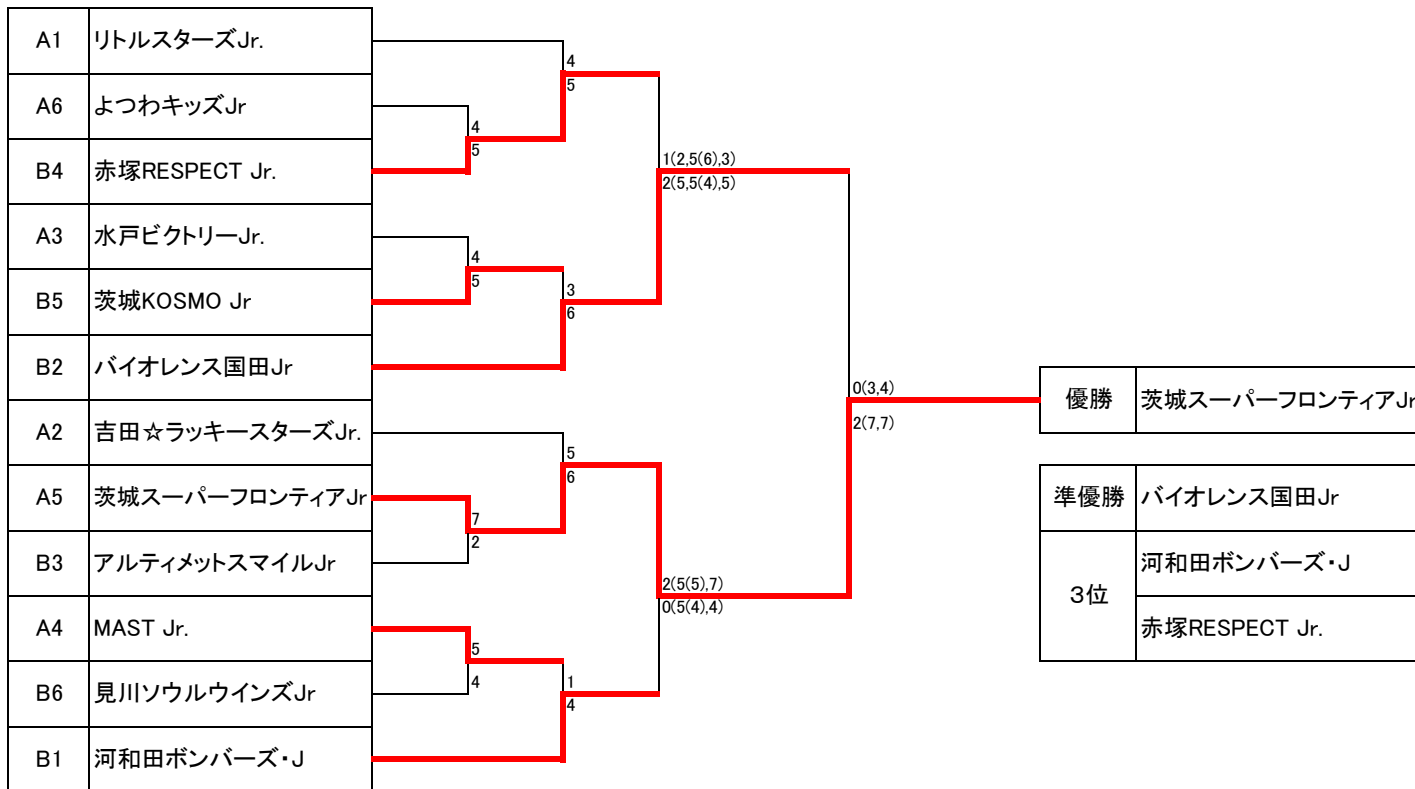 A1 リトルスターズJr.
A6 よつわキッズJr
B4 赤塚RESPECT Jr.
A3 水戸ビクトリーJr.
B5 茨城KOSMO Jr
B2 バイオレンス国田Jr
A2 吉田☆ラッキースターズJr.
A5 茨城スーパーフロンティアJr
B3 アルティメットスマイルJr
A4 MAST Jr.
B6 見川ソウルウインズJr
B1 河和田ボンバーズ・J
4
5
4
5
4
5
3
6
7
2
5
6
5
4
1
4
1(2,5(6),3)
2(5,5(4),5)
2(5(5),7)
0(5(4),4)
0(3,4)
2(7,7)
優勝 茨城スーパーフロンティアJr
準優勝 バイオレンス国田Jr
3位
河和田ボンバーズ・J
赤塚RESPECT Jr.